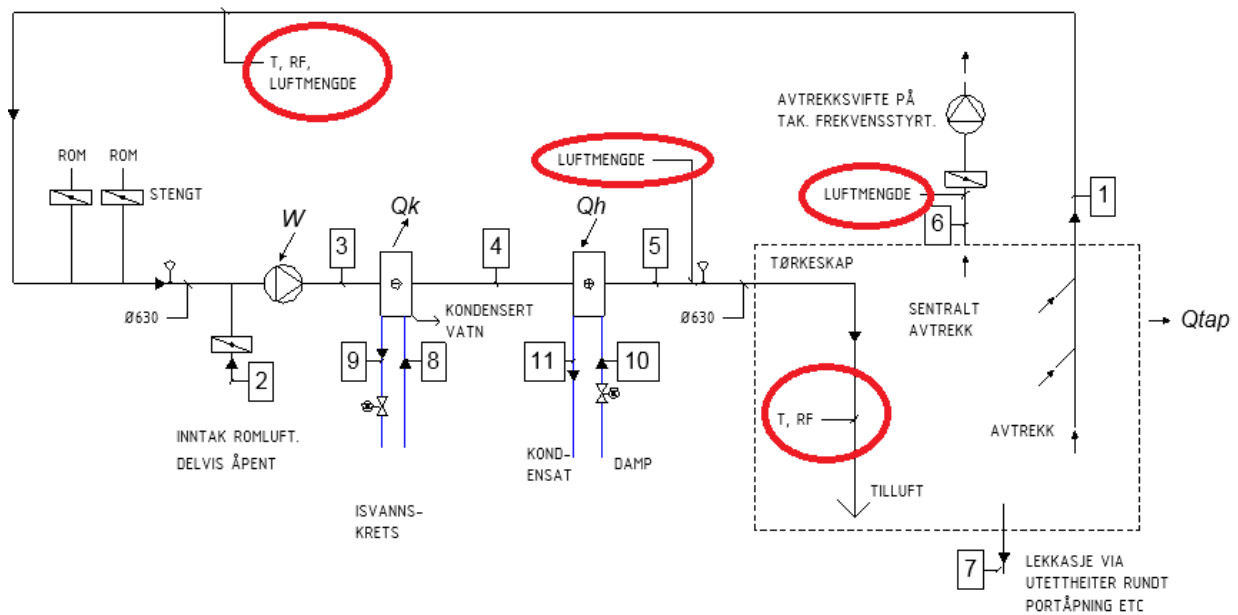 T, RF,
LUFTMENGDE
AVTREKKSVIFTE PÅ
TAK. FREKVENSSTYRT.
ROM
ROM
STENGT
LUFTMENGDE
LUFTMENGDE
1
W
Qk
Qh
6
3
4
5
TØRKESKAP
Ø630
KONDENSERT
VATN
Ø630
SENTRALT
AVTREKK
Qtap
9
8
11
10
2
INNTAK ROMLUFT.
DELVIS ÅPENT
T, RF
AVTREKK
KOND-
ENSAT
DAMP
TILLUFT
ISVANNS-
KRETS
7
LEKKASJE VIA
UTETTHEITER RUNDT
PORTÅPNING ETC